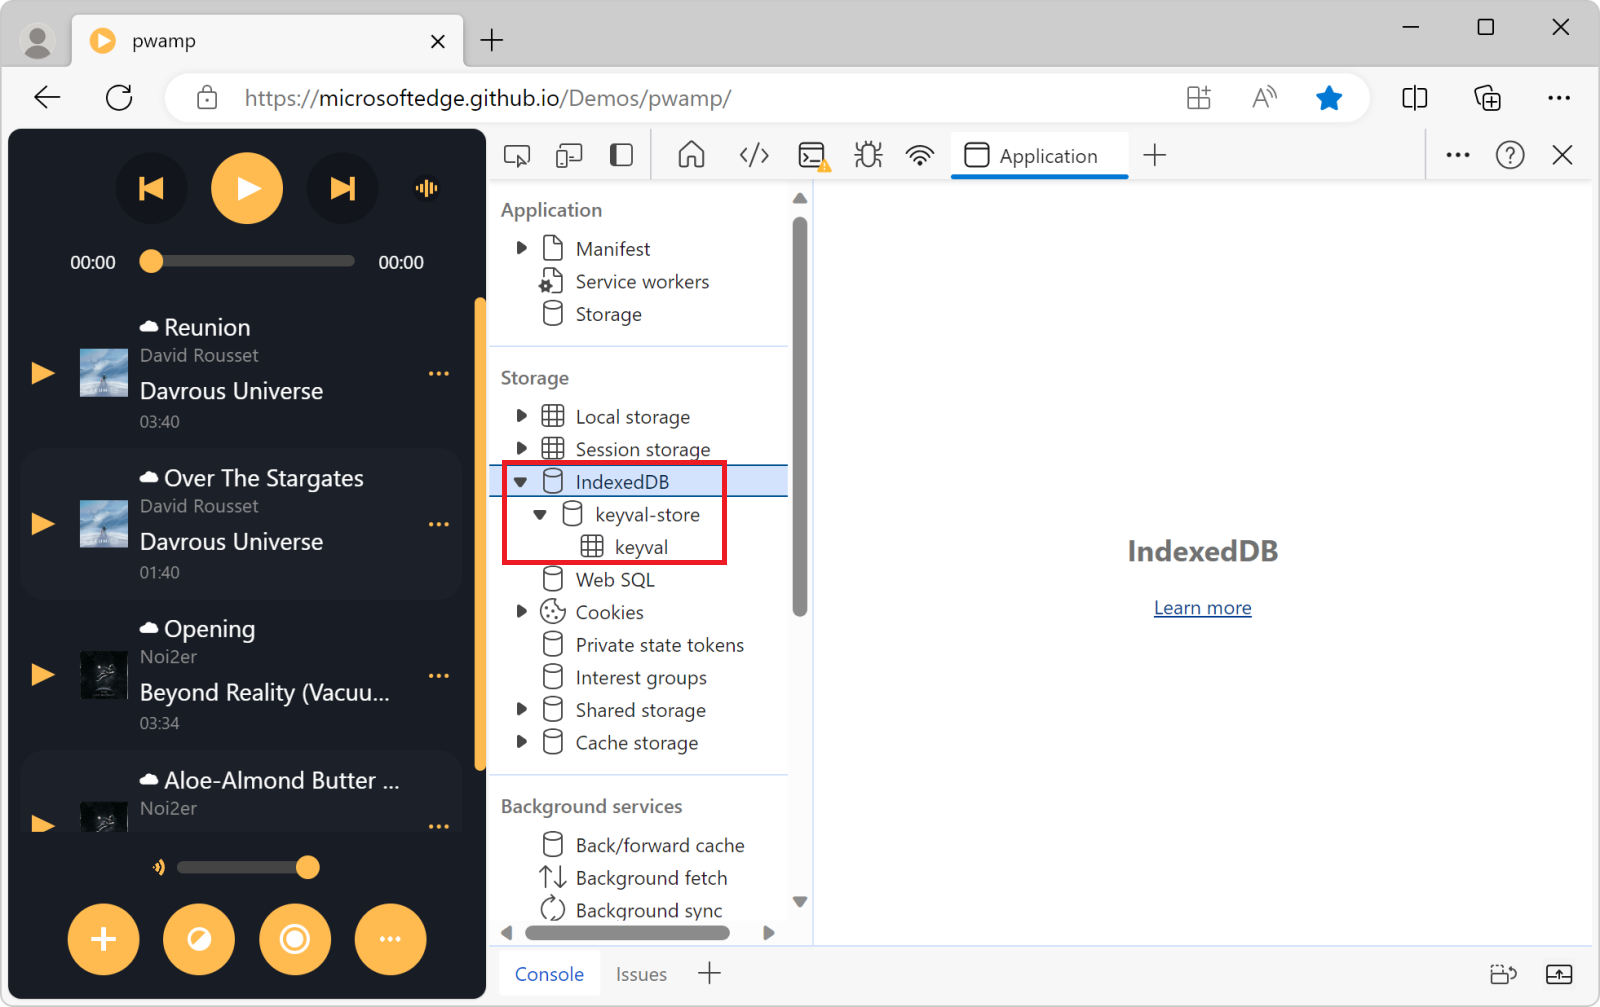 pwamp
https://microsoftedge.github.io/Demos/pwamp/
Application
00:00
00:00
Reunion
David Rousset
Davrous Universe
03:40
Over The Stargates
David Rousset
Davrous Universe
01:40
Opening
Noi2er
Beyond Reality (Vacuu...
03:34
Aloe-Almond Butter ...
Noi2er
Application
Manifest
Service workers
Storage
Storage
Local storage
Session storage
IndexedDB
keyval-store
keyval
Web SQL
Cookies
Private state tokens
Interest groups
Shared storage
Cache storage
Background services
Back/forward cache
Background fetch
Background sync
IndexedDB
Learn more
Console
Issues